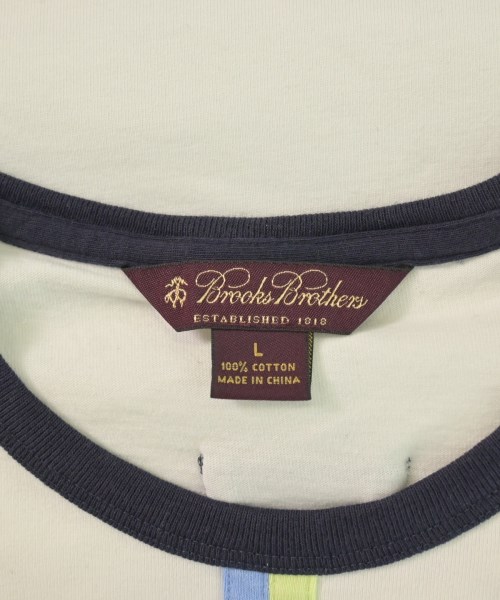 Brooks Brothers
ESTABLISHED 1818
L
100% COTTON
MADE IN CHINA